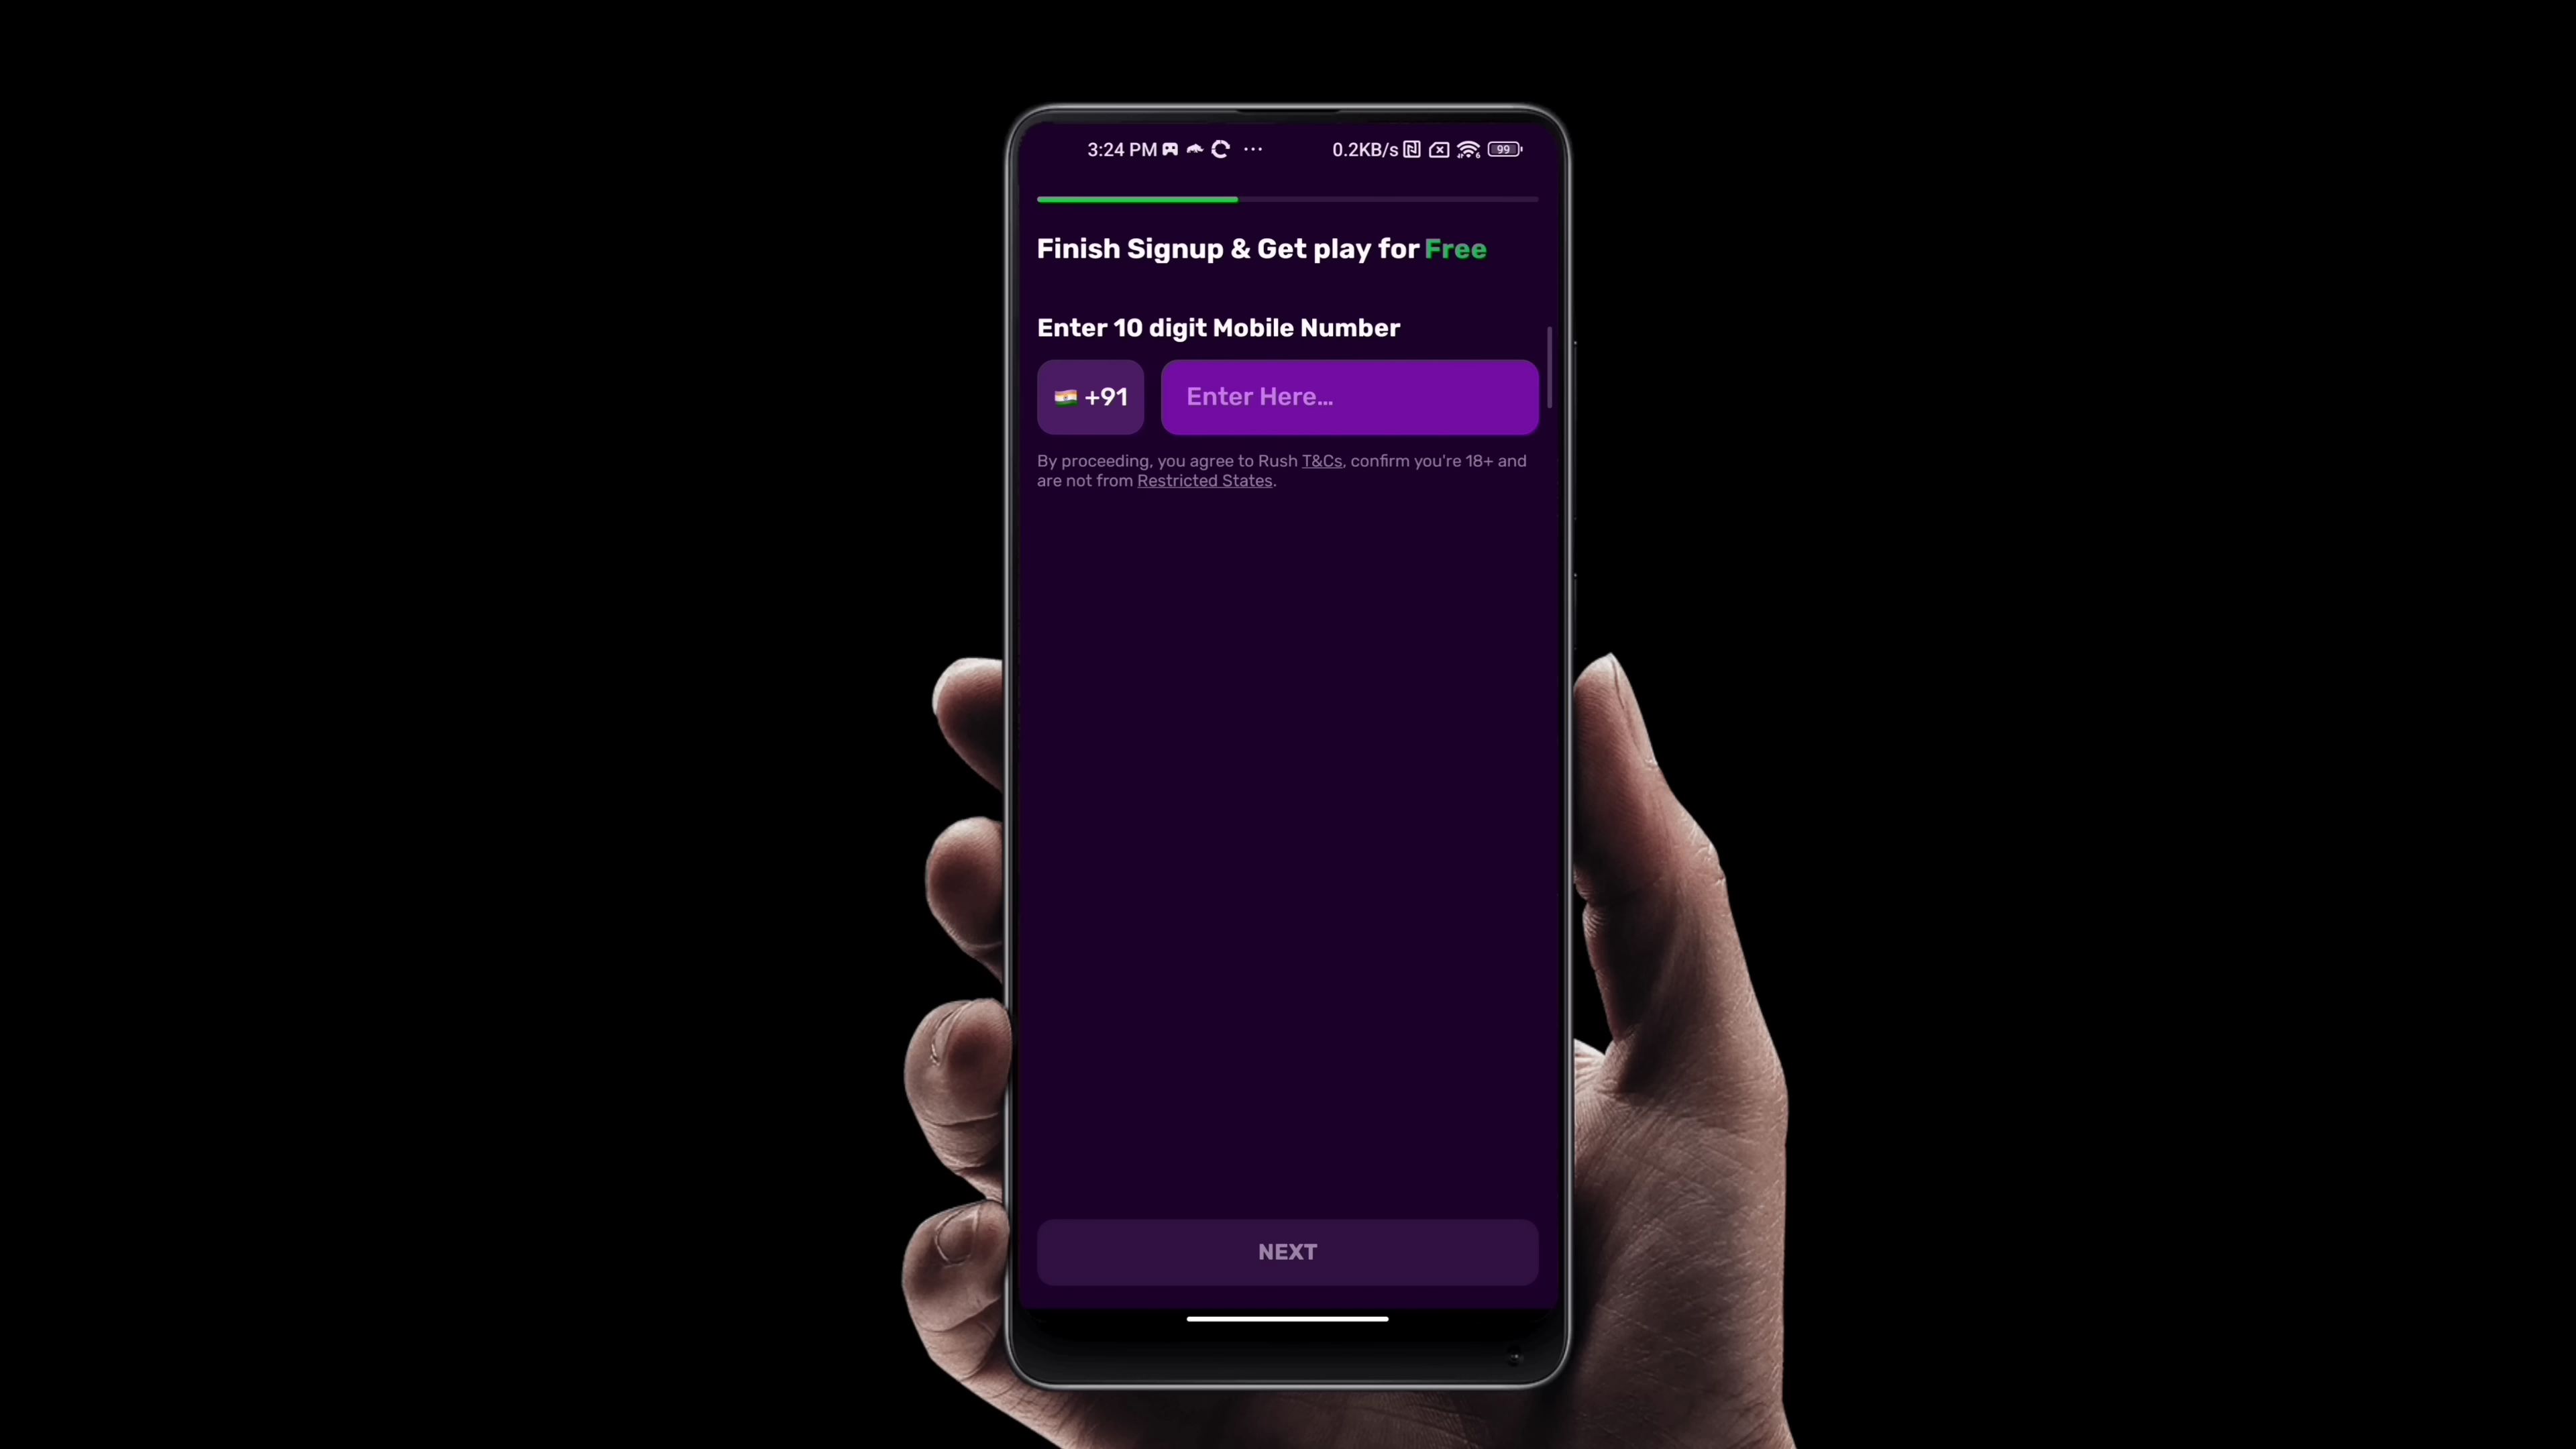 3:24 PM ... 0.2KB/s 99
Finish Signup & Get play for Free
Enter 10 digit Mobile Number
+91 Enter Here...
By proceeding, you agree to Rush T&Cs, confirm you're 18+ and
are not from Restricted States.
NEXT